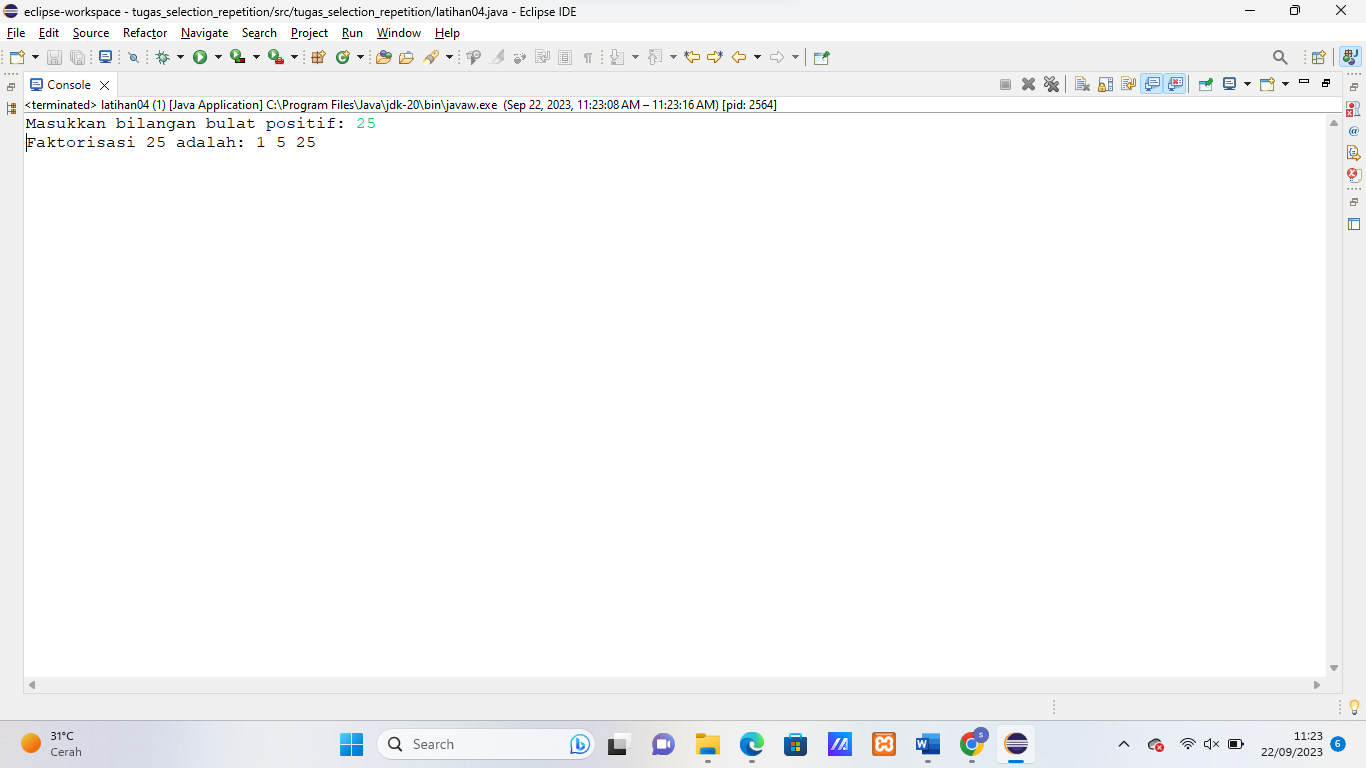 eclipse-workspace - tugas_selection_repetition/src/tugas_selection_repetition/latihan04.java - Eclipse IDE
File Edit Source Refactor Navigate Search Project Run Window Help
Console
<terminated> latihan04 (1) [Java Application] C:\Program Files\Java\jdk-20\bin\javaw.exe (Sep 22, 2023, 11:23:08 AM – 11:23:16 AM) [pid: 2564]
Masukkan bilangan bulat positif: 25
Faktorisasi 25 adalah: 1 5 25
31°C
Cerah
Search
S
11:23
22/09/2023
6